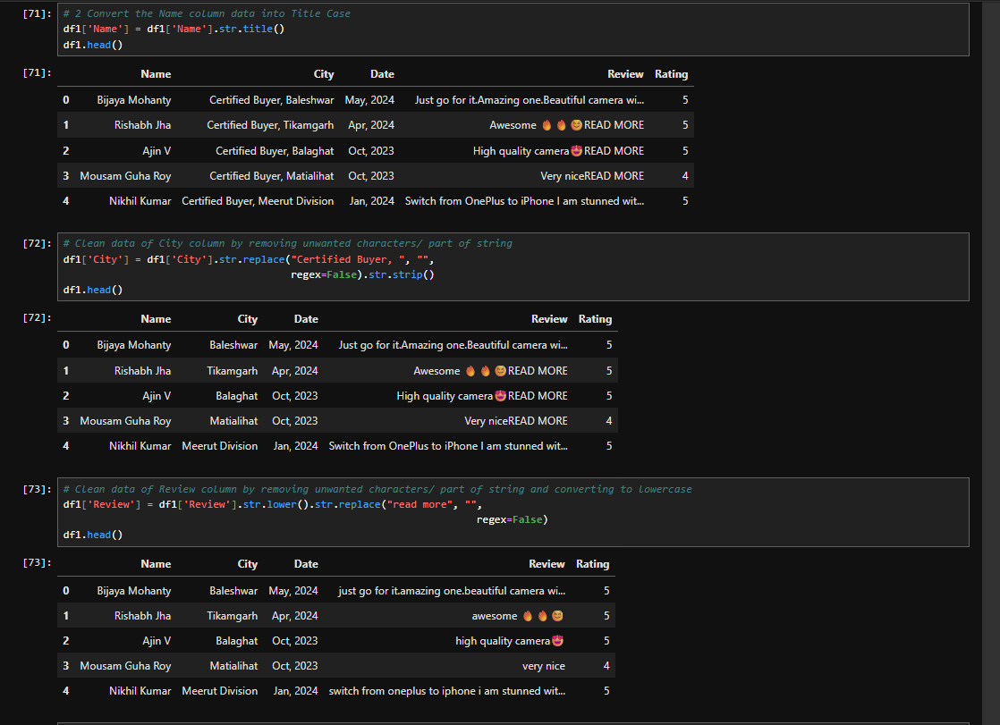 [71]: # 2 Convert the Name column data into Title Case
df1['Name'] = df1['Name'].str.title()
df1.head()
[71]: Name City Date Review Rating
0 Bijaya Mohanty Certified Buyer, Baleshwar May, 2024 Just go for it.Amazing one.Beautiful camera wi... 5
1 Rishabh Jha Certified Buyer, Tikamgarh Apr, 2024 Awesome 🔥 🔥 😊READ MORE 5
2 Ajin V Certified Buyer, Balaghat Oct, 2023 High quality camera😍READ MORE 5
3 Mousam Guha Roy Certified Buyer, Matialihat Oct, 2023 Very niceREAD MORE 4
4 Nikhil Kumar Certified Buyer, Meerut Division Jan, 2024 Switch from OnePlus to iPhone I am stunned wit... 5
[72]: # Clean data of City column by removing unwanted characters/ part of string
df1['City'] = df1['City'].str.replace("Certified Buyer, ", "",
regex=False).str.strip()
df1.head()
[72]: Name City Date Review Rating
0 Bijaya Mohanty Baleshwar May, 2024 Just go for it.Amazing one.Beautiful camera wi... 5
1 Rishabh Jha Tikamgarh Apr, 2024 Awesome 🔥 🔥 😊READ MORE 5
2 Ajin V Balaghat Oct, 2023 High quality camera😍READ MORE 5
3 Mousam Guha Roy Matialihat Oct, 2023 Very niceREAD MORE 4
4 Nikhil Kumar Meerut Division Jan, 2024 Switch from OnePlus to iPhone I am stunned wit... 5
[73]: # Clean data of Review column by removing unwanted characters/ part of string and converting to lowercase
df1['Review'] = df1['Review'].str.lower().str.replace("read more", "",
regex=False)
df1.head()
[73]: Name City Date Review Rating
0 Bijaya Mohanty Baleshwar May, 2024 just go for it.amazing one.beautiful camera wi... 5
1 Rishabh Jha Tikamgarh Apr, 2024 awesome 🔥 🔥 😊 5
2 Ajin V Balaghat Oct, 2023 high quality camera😍 5
3 Mousam Guha Roy Matialihat Oct, 2023 very nice 4
4 Nikhil Kumar Meerut Division Jan, 2024 switch from oneplus to iphone i am stunned wit... 5